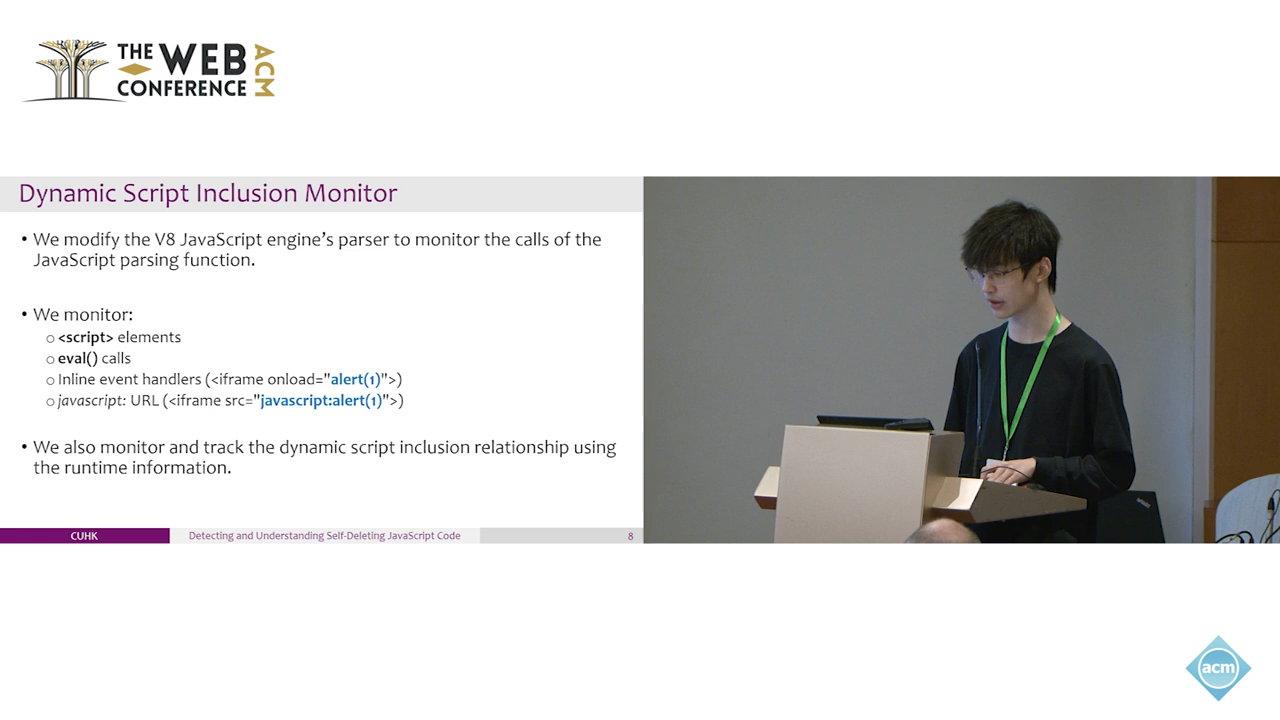 THE WEB
CONFERENCE
ACM
Dynamic Script Inclusion Monitor
• We modify the V8 JavaScript engine's parser to monitor the calls of the
JavaScript parsing function.
• We monitor:
o <script> elements
o eval() calls
o Inline event handlers (<iframe onload="alert(1)">)
o javascript: URL (<iframe src="javascript:alert(1)">)
• We also monitor and track the dynamic script inclusion relationship using
the runtime information.
CUHK
Detecting and Understanding Self-Deleting JavaScript Code
8
acm